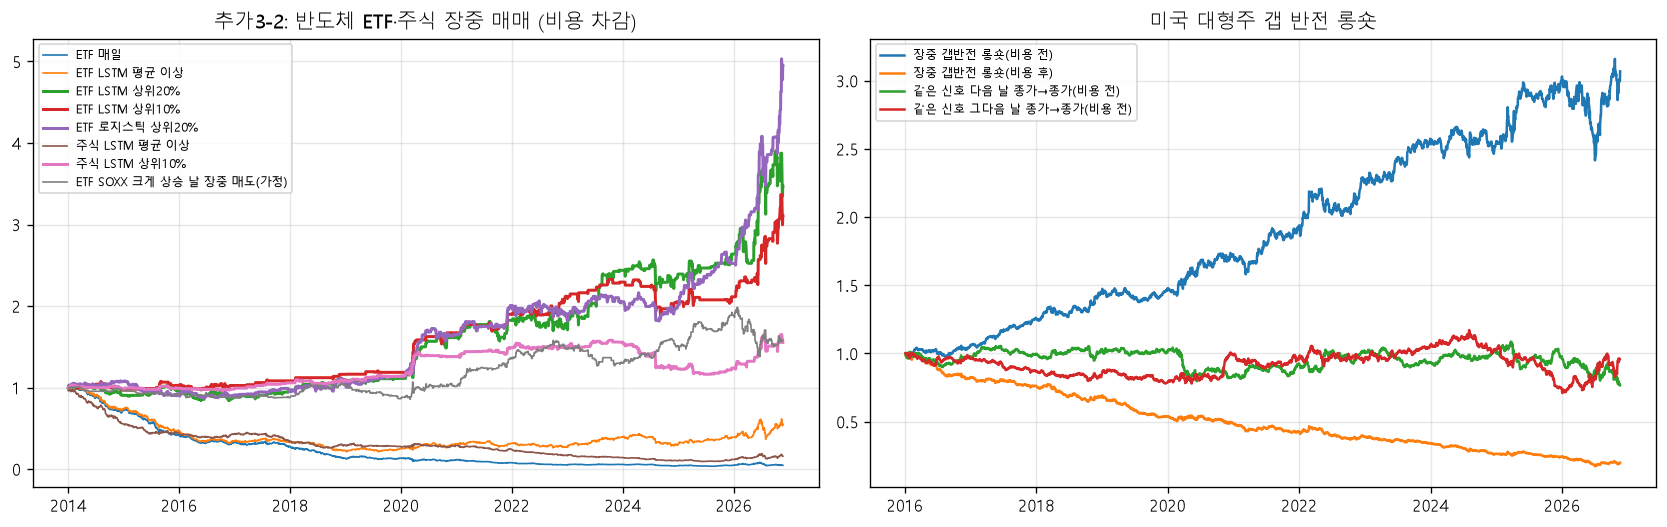 추가3-2: 반도체 ETF·주식 장중 매매 (비용 차감)
ETF 매일
ETF LSTM 평균 이상
ETF LSTM 상위20%
ETF LSTM 상위10%
ETF 로지스틱 상위20%
주식 LSTM 평균 이상
주식 LSTM 상위10%
ETF SOXX 크게 상승 날 장중 매도(가정)
5
4
3
2
1
0
2014 2016 2018 2020 2022 2024 2026
미국 대형주 갭 반전 롱숏
장중 갭반전 롱숏(비용 전)
장중 갭반전 롱숏(비용 후)
같은 신호 다음 날 종가→종가(비용 전)
같은 신호 그다음 날 종가→종가(비용 전)
3.0
2.5
2.0
1.5
1.0
0.5
2016 2018 2020 2022 2024 2026